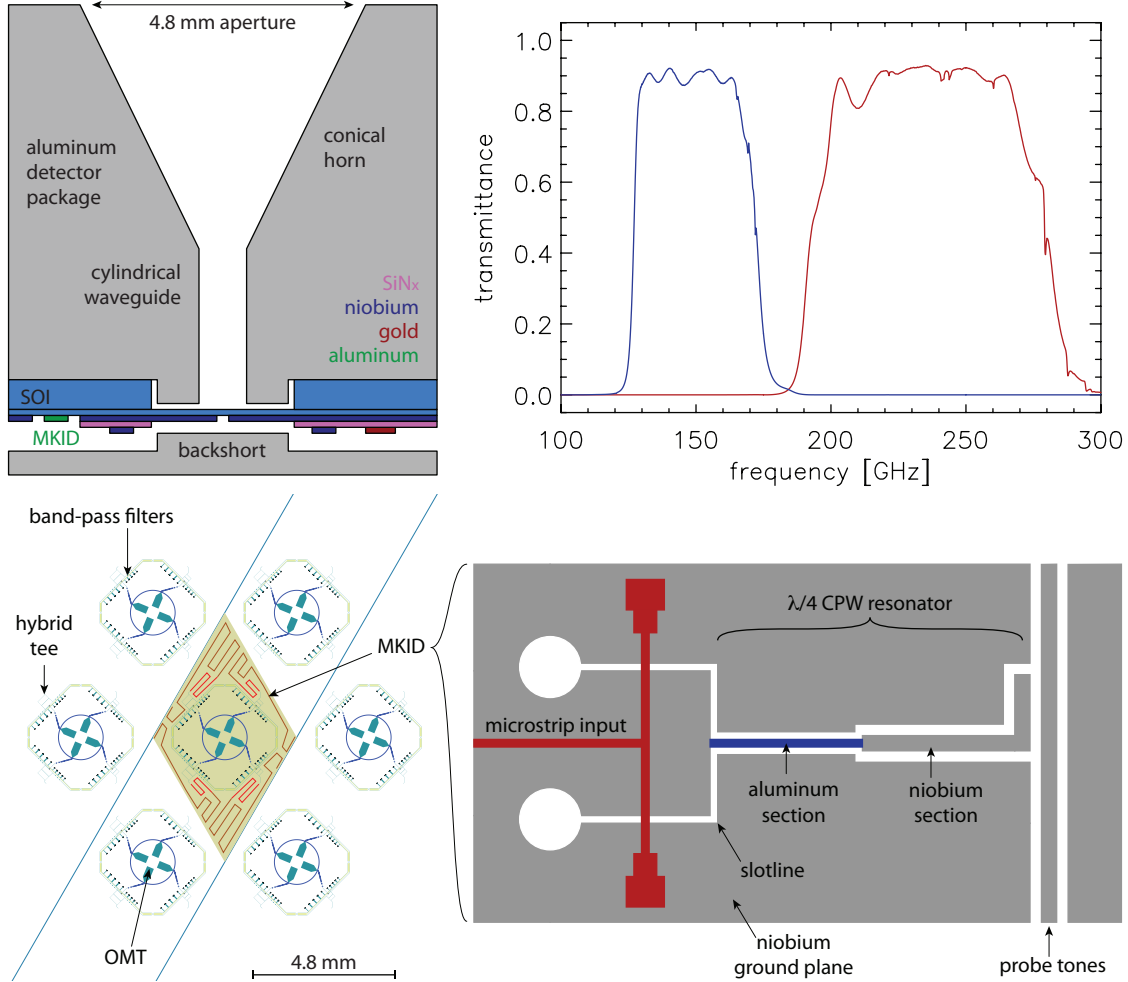 4.8 mm aperture
aluminum
detector
package
conical
horn
cylindrical
waveguide
SiNx
niobium
gold
aluminum
SOI
MKID
backshort
1.0
0.8
0.6
0.4
0.2
0.0
transmittance
100
150
200
250
300
frequency [GHz]
band-pass filters
hybrid
tee
MKID
OMT
4.8 mm
λ/4 CPW resonator
microstrip input
aluminum
section
niobium
section
slotline
niobium
ground plane
probe tones